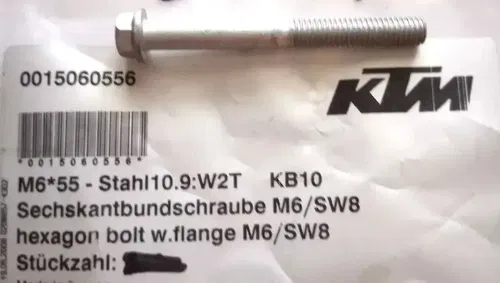 0015060556
KTM
*0015060556*
M6*55 - Stahl10.9:W2T KB10
Sechskantbundschraube M6/SW8
hexagon bolt w.flange M6/SW8
Stückzahl: